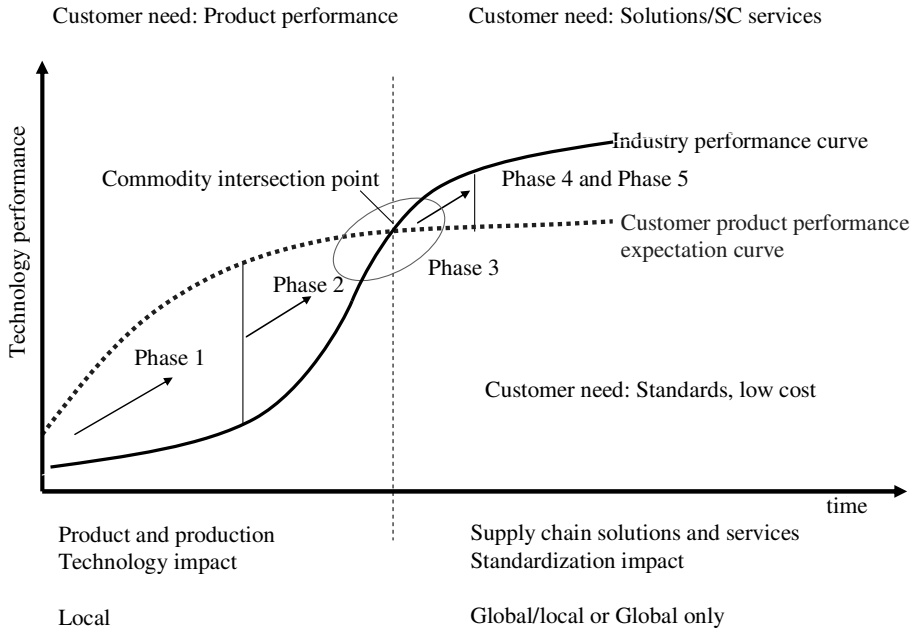 Customer need: Product performance
Customer need: Solutions/SC services
Technology performance
Industry performance curve
Commodity intersection point
Phase 4 and Phase 5
Customer product performance
expectation curve
Phase 3
Phase 2
Phase 1
Customer need: Standards, low cost
time
Product and production
Technology impact
Supply chain solutions and services
Standardization impact
Local
Global/local or Global only